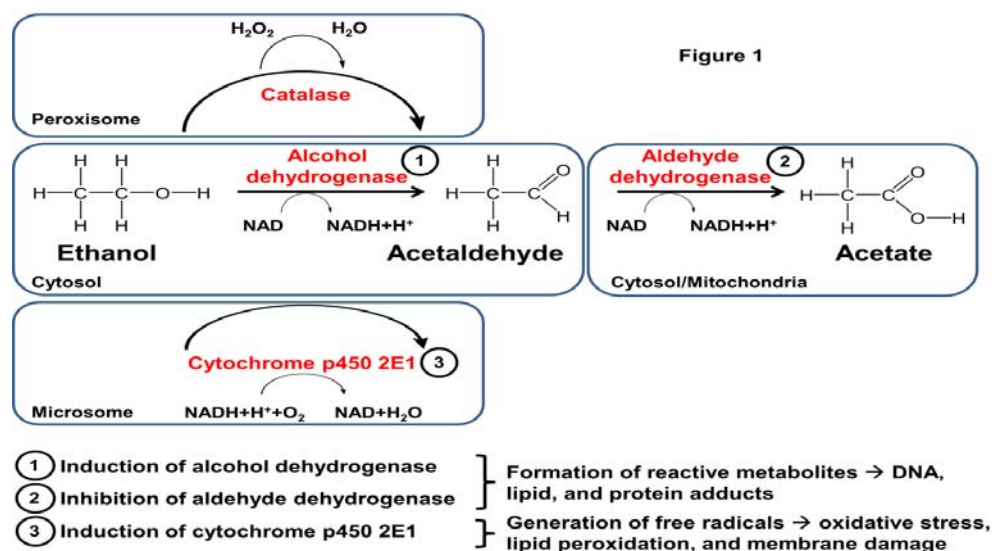 Figure 1
H₂O₂ H₂O
Catalase
Peroxisome
H H
H C C O H
H H
Ethanol
Alcohol
dehydrogenase 1
NAD NADH+H⁺
H O
H C C
H H
Acetaldehyde
Cytosol
Aldehyde
dehydrogenase 2
NAD NADH+H⁺
H O
H C C
H O H
Acetate
Cytosol/Mitochondria
Cytochrome p450 2E1 3
NADH+H⁺+O₂ NAD+H₂O
Microsome
1 Induction of alcohol dehydrogenase
2 Inhibition of aldehyde dehydrogenase
Formation of reactive metabolites → DNA,
lipid, and protein adducts
3 Induction of cytochrome p450 2E1
Generation of free radicals → oxidative stress,
lipid peroxidation, and membrane damage